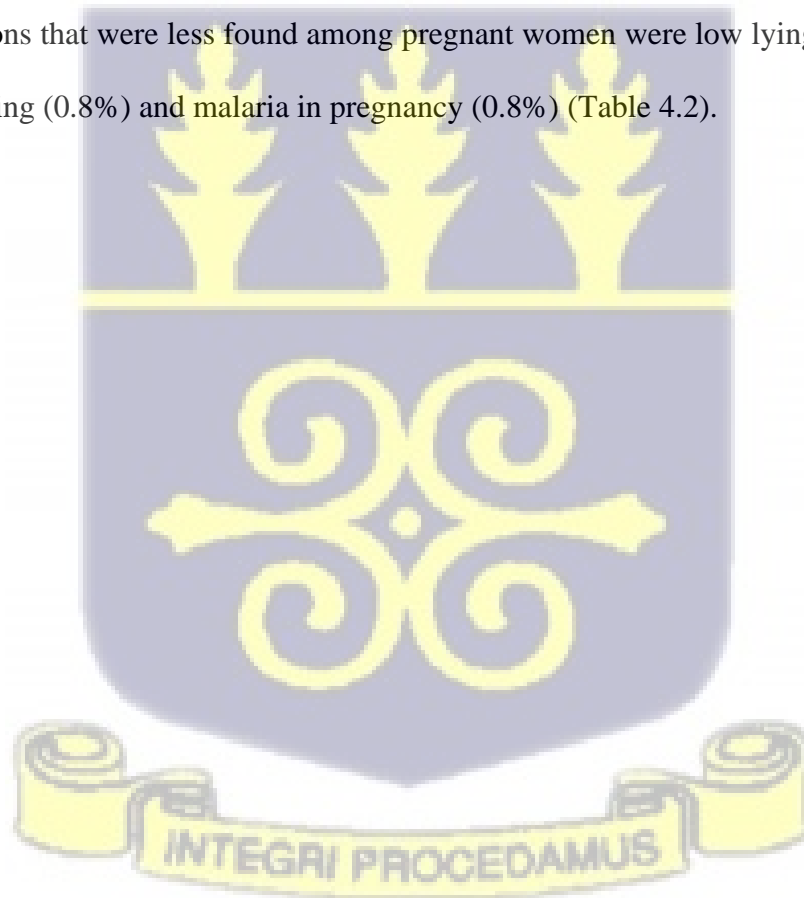 ons that were less found among pregnant women were low lying
ing (0.8%) and malaria in pregnancy (0.8%) (Table 4.2).
INTEGRI PROCEDAMUS